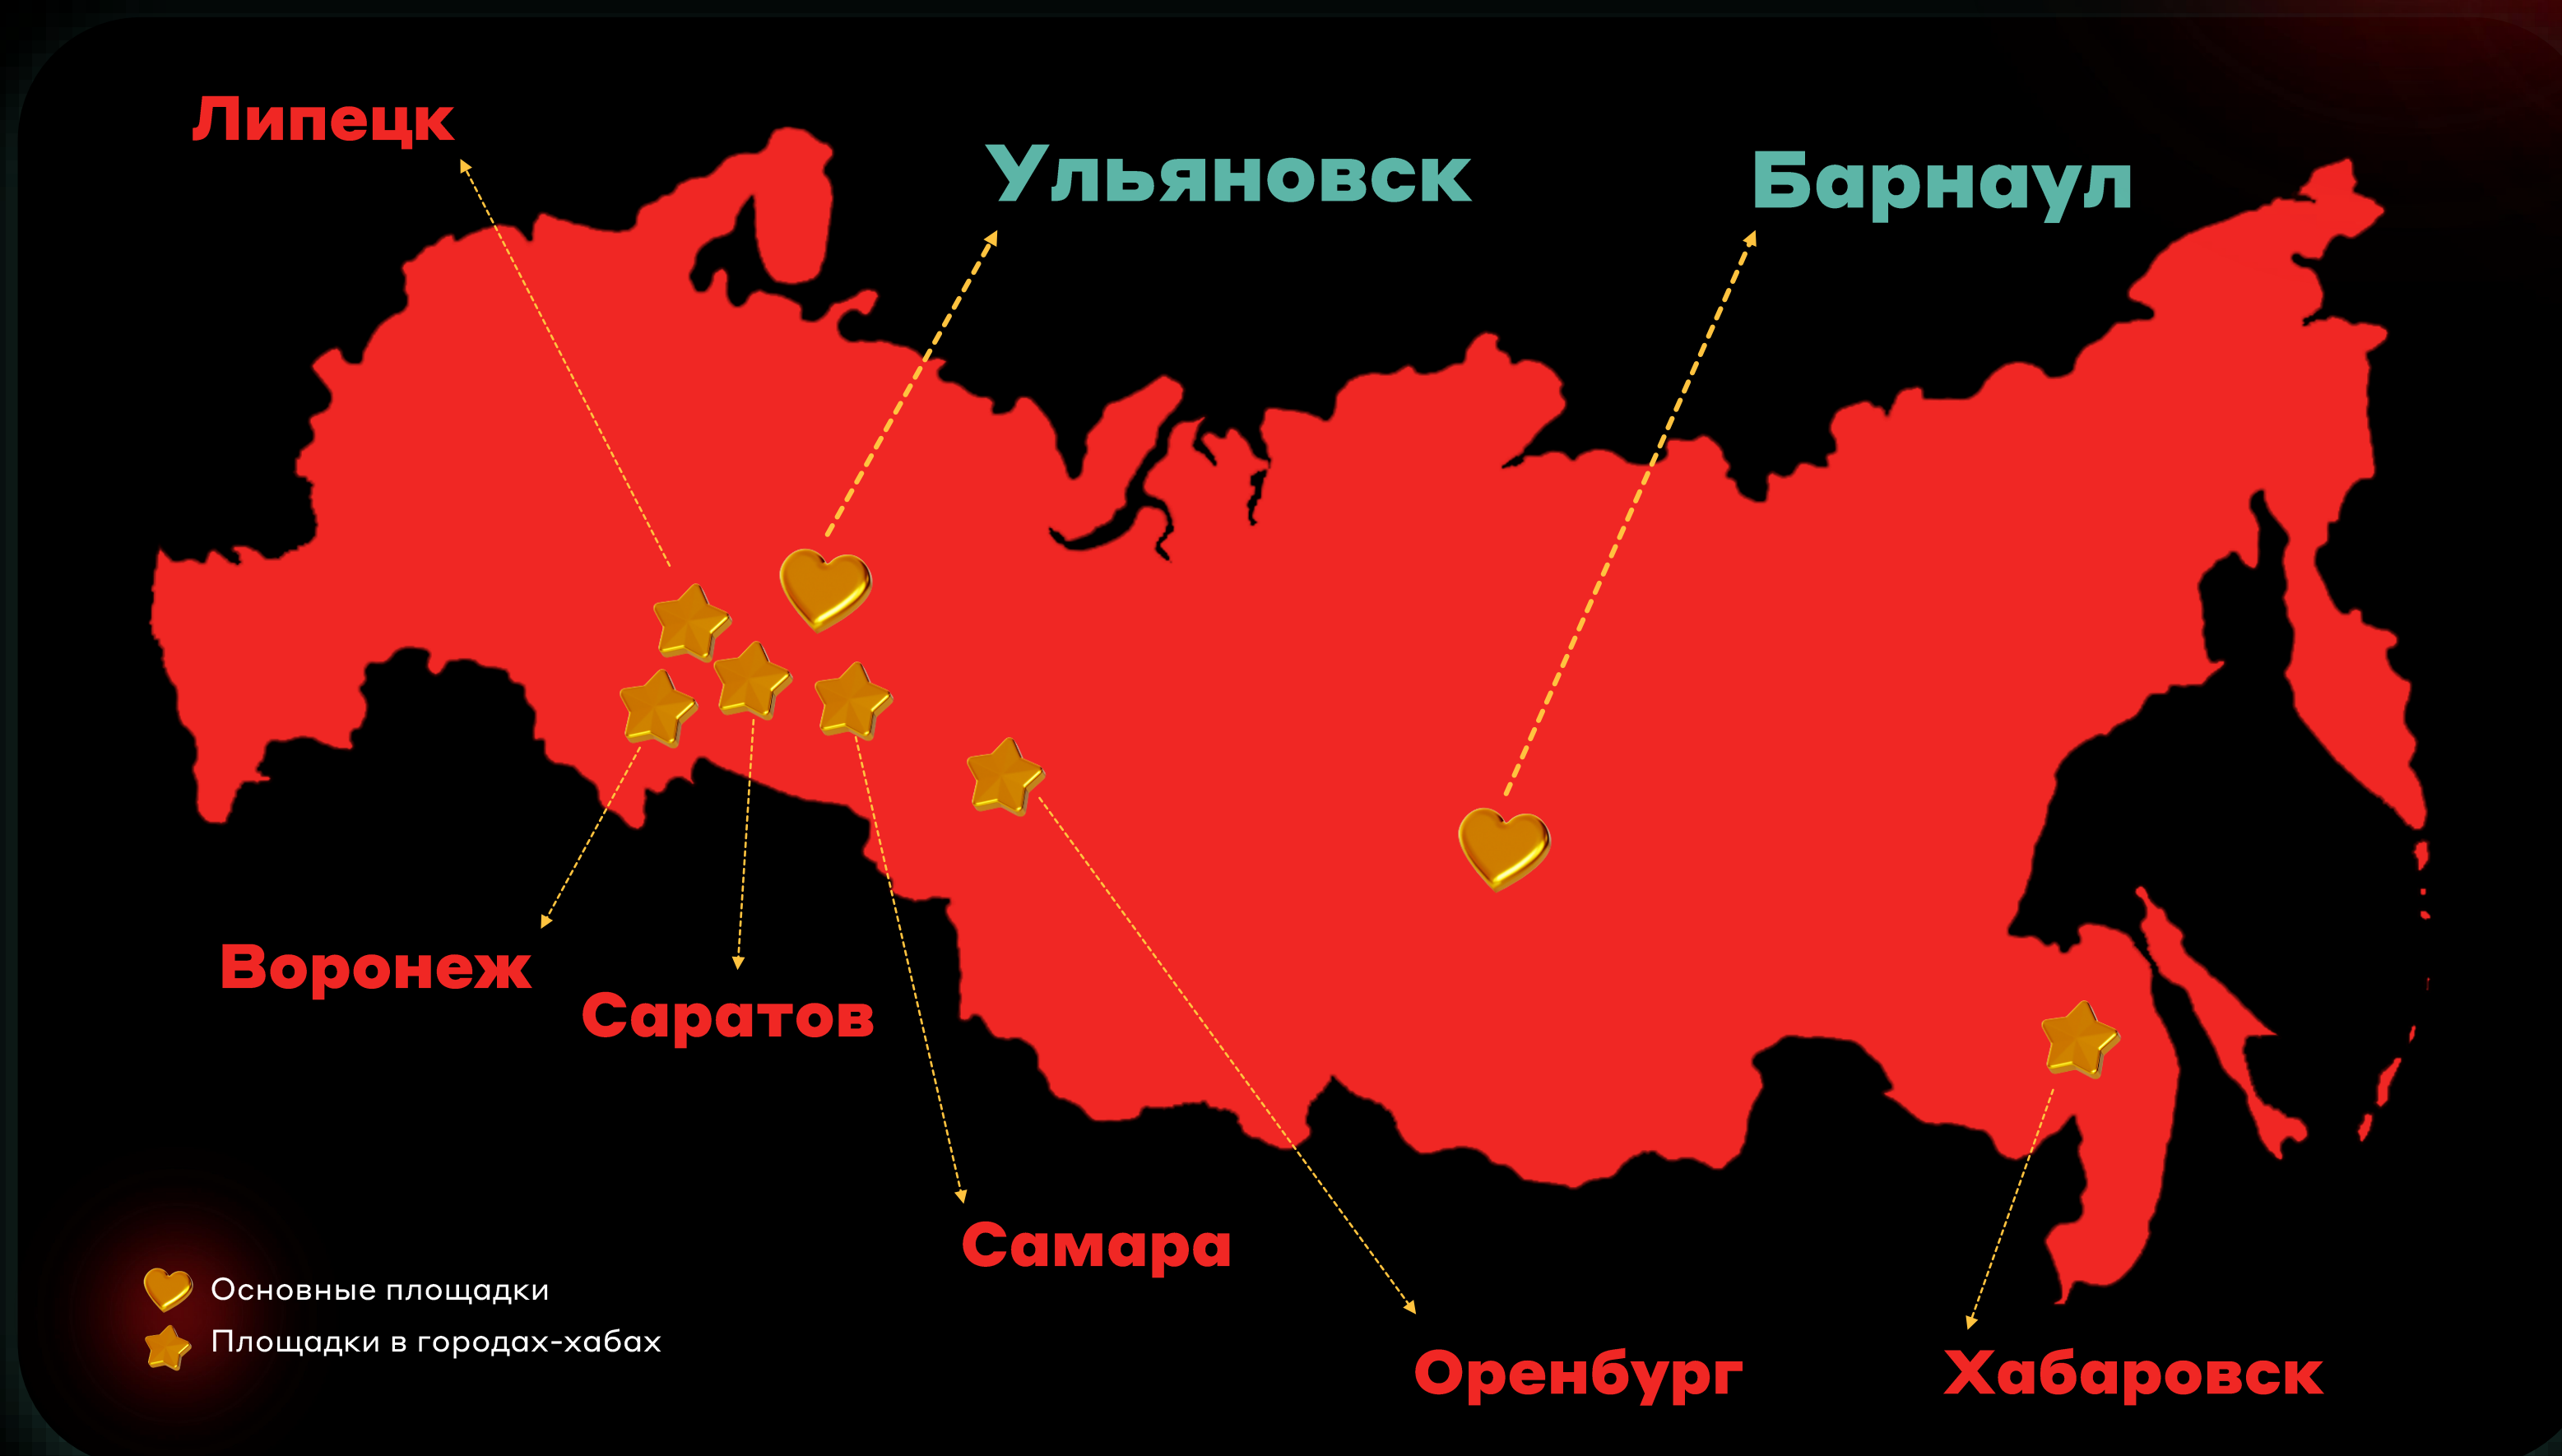 Липецк
Ульяновск
Барнаул
Воронеж
Саратов
Самара
Основные площадки
Площадки в городах-хабах
Оренбург
Хабаровск